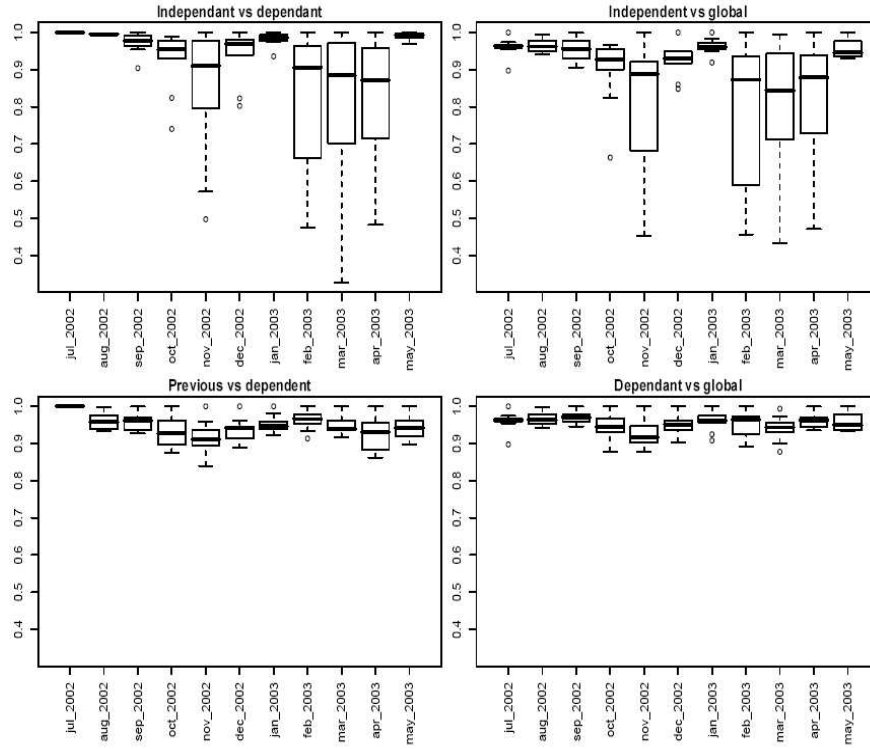 Independant vs dependant
1.0
0.9
0.8
0.7
0.6
0.5
0.4
jul_2002
aug_2002
sep_2002
oct_2002
nov_2002
dec_2002
jan_2003
feb_2003
mar_2003
apr_2003
may_2003
Independent vs global
1.0
0.9
0.8
0.7
0.6
0.5
0.4
jul_2002
aug_2002
sep_2002
oct_2002
nov_2002
dec_2002
jan_2003
feb_2003
mar_2003
apr_2003
may_2003
Previous vs dependent
1.0
0.9
0.8
0.7
0.6
0.5
0.4
jul_2002
aug_2002
sep_2002
oct_2002
nov_2002
dec_2002
jan_2003
feb_2003
mar_2003
apr_2003
may_2003
Dependant vs global
1.0
0.9
0.8
0.7
0.6
0.5
0.4
jul_2002
aug_2002
sep_2002
oct_2002
nov_2002
dec_2002
jan_2003
feb_2003
mar_2003
apr_2003
may_2003